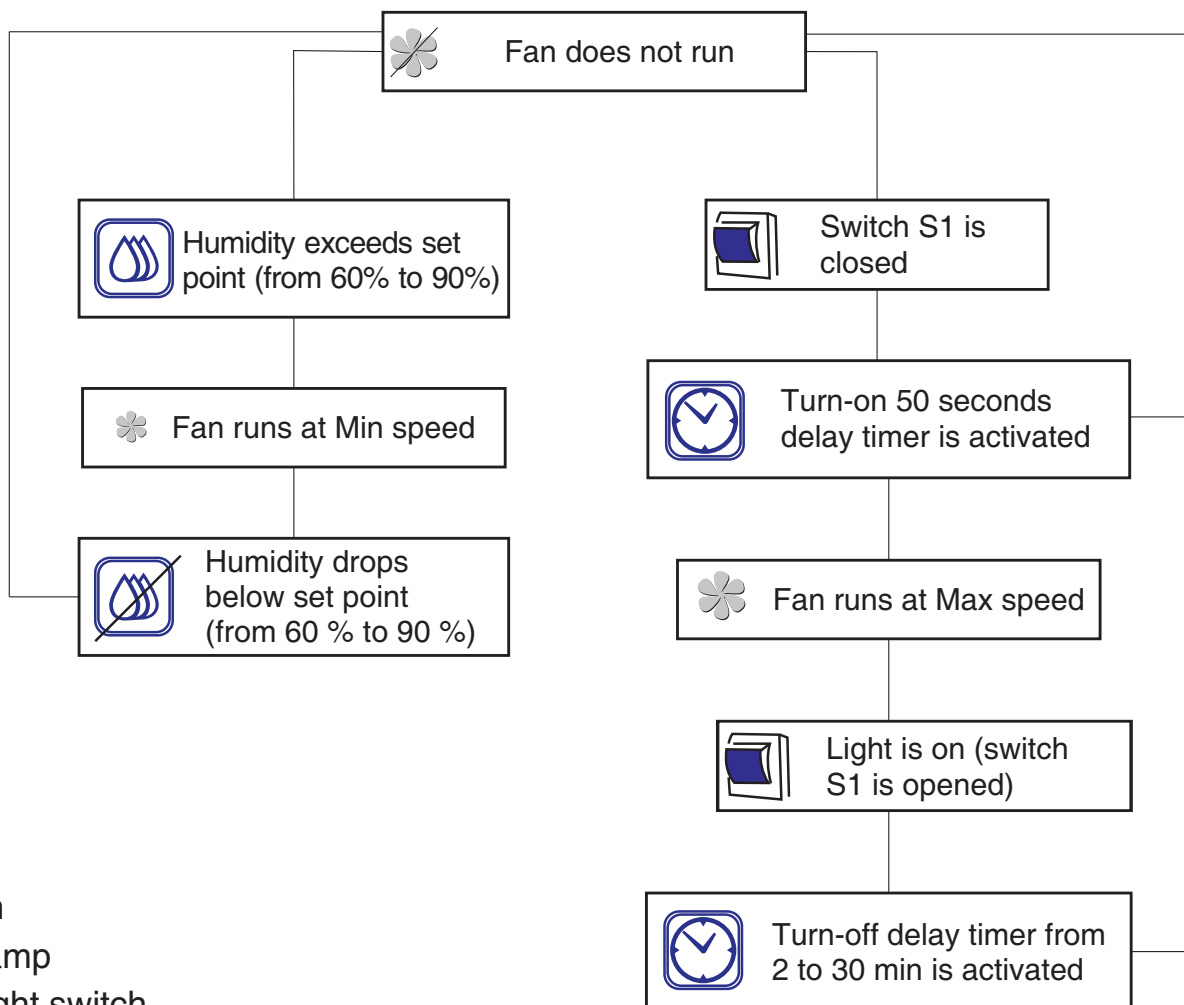 Fan does not run
Humidity exceeds set
point (from 60% to 90%)
Fan runs at Min speed
Humidity drops
below set point
(from 60 % to 90 %)
Switch S1 is
closed
Turn-on 50 seconds
delay timer is activated
Fan runs at Max speed
Light is on (switch
S1 is opened)
Turn-off delay timer from
2 to 30 min is activated
switch